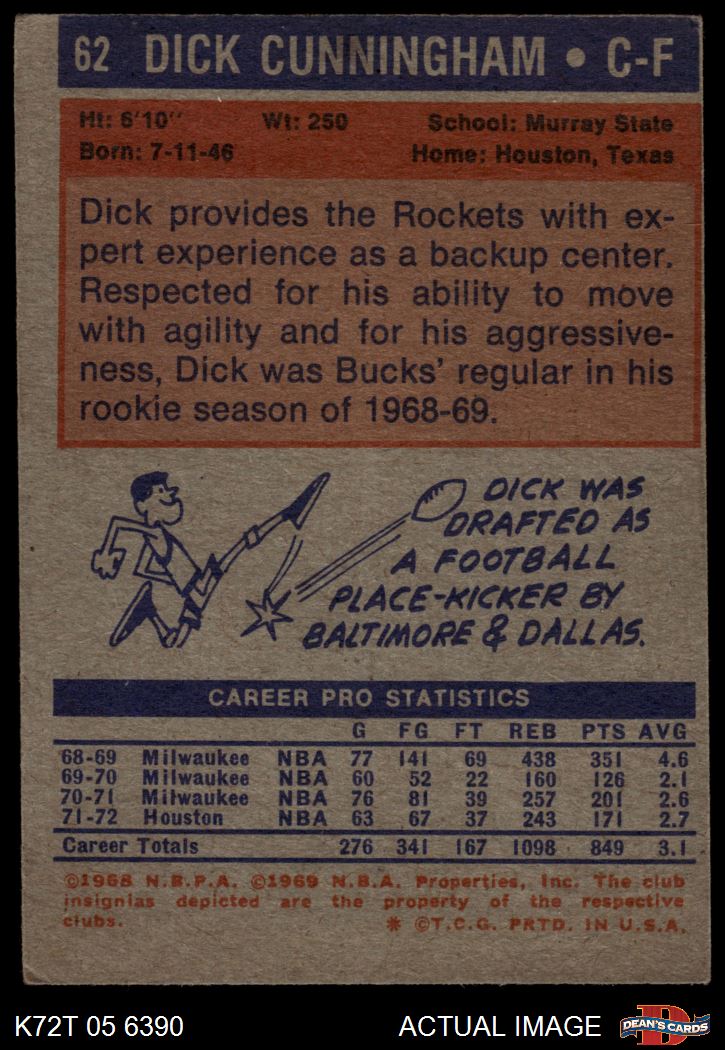 62 DICK CUNNINGHAM • C-F
Ht: 6'10" Wt: 250 School: Murray State
Born: 7-11-46 Home: Houston, Texas
Dick provides the Rockets with ex-
pert experience as a backup center.
Respected for his ability to move
with agility and for his aggressive-
ness, Dick was Bucks' regular in his
rookie season of 1968-69.
DICK WAS
DRAFTED AS
A FOOTBALL
PLACE-KICKER BY
BALTIMORE & DALLAS.
CAREER PRO STATISTICS
G FG FT REB PTS AVG
68-69 Milwaukee NBA 77 141 69 438 351 4.6
69-70 Milwaukee NBA 60 52 22 160 126 2.1
70-71 Milwaukee NBA 76 81 39 257 201 2.6
71-72 Houston NBA 63 67 37 243 171 2.7
Career Totals 276 341 167 1098 849 3.1
©1968 N.B.P.A. ©1969 N.B.A. Properties, Inc. The club
insignias depicted are the property of the respective
clubs. * ©T.C.G. PRTD. IN U.S.A.
K72T 05 6390 ACTUAL IMAGE D DEAN'S CARDS